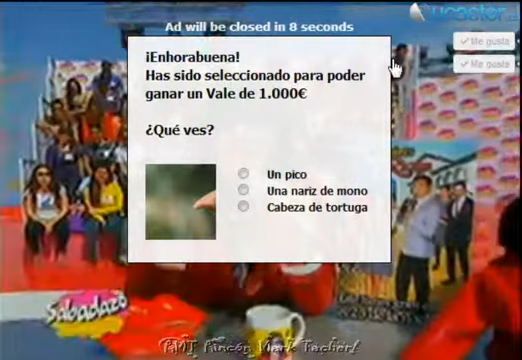 ucaster
Ad will be closed in 8 seconds
Me gusta
Me gusta
¡Enhorabuena!
Has sido seleccionado para poder
ganar un Vale de 1.000€
¿Qué ves?
Un pico
Una nariz de mono
Cabeza de tortuga
Sabadazo